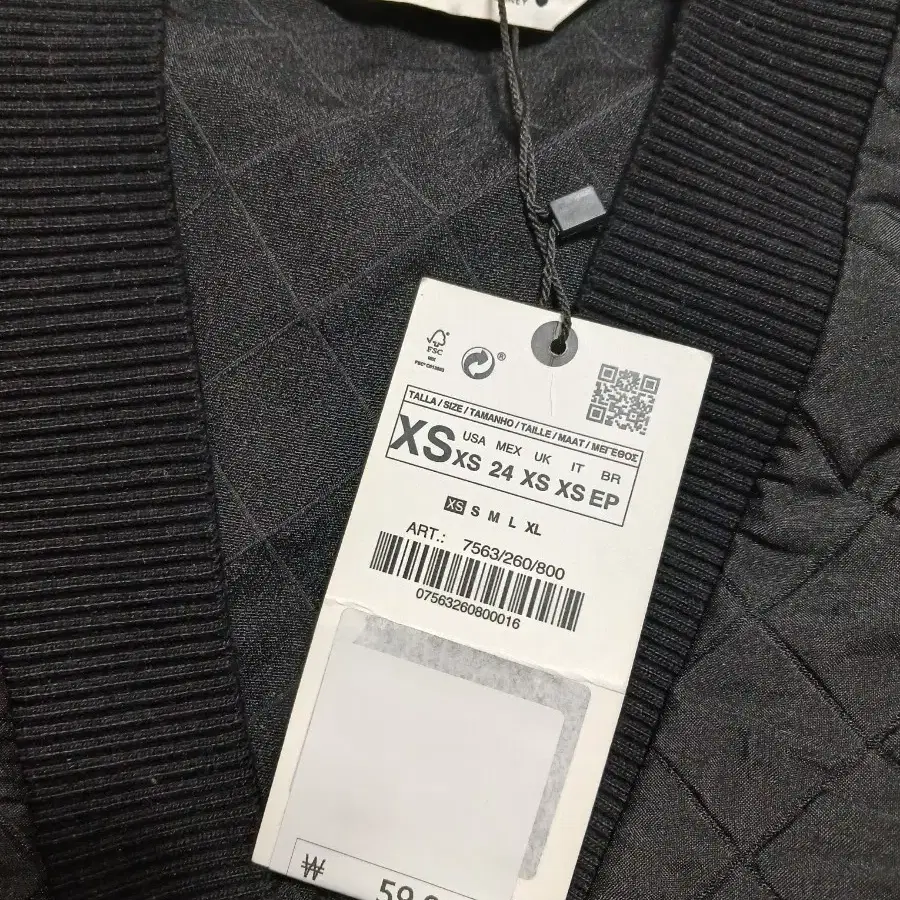 FSC
®
TALLA / SIZE / TAMANHO / TAILLE / MAAT / ΜΕΓΕΘΟΣ
XS
USA MEX UK IT BR
XS 24 XS XS EP
XS S M L XL
ART.: 7563/260/800
07563260800016
₩